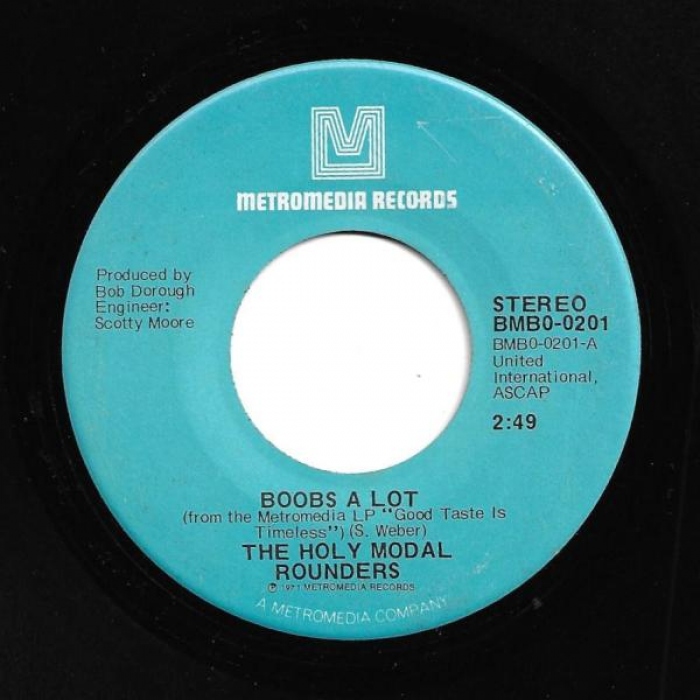 METROMEDIA RECORDS
Produced by
Bob Dorough
Engineer:
Scotty Moore
STEREO
BMB0-0201
BMB0-0201-A
United
International,
ASCAP
2:49
BOOBS A LOT
(from the Metromedia LP "Good Taste Is
Timeless") (S. Weber)
THE HOLY MODAL
ROUNDERS
℗ 1971 METROMEDIA RECORDS
A METROMEDIA COMPANY